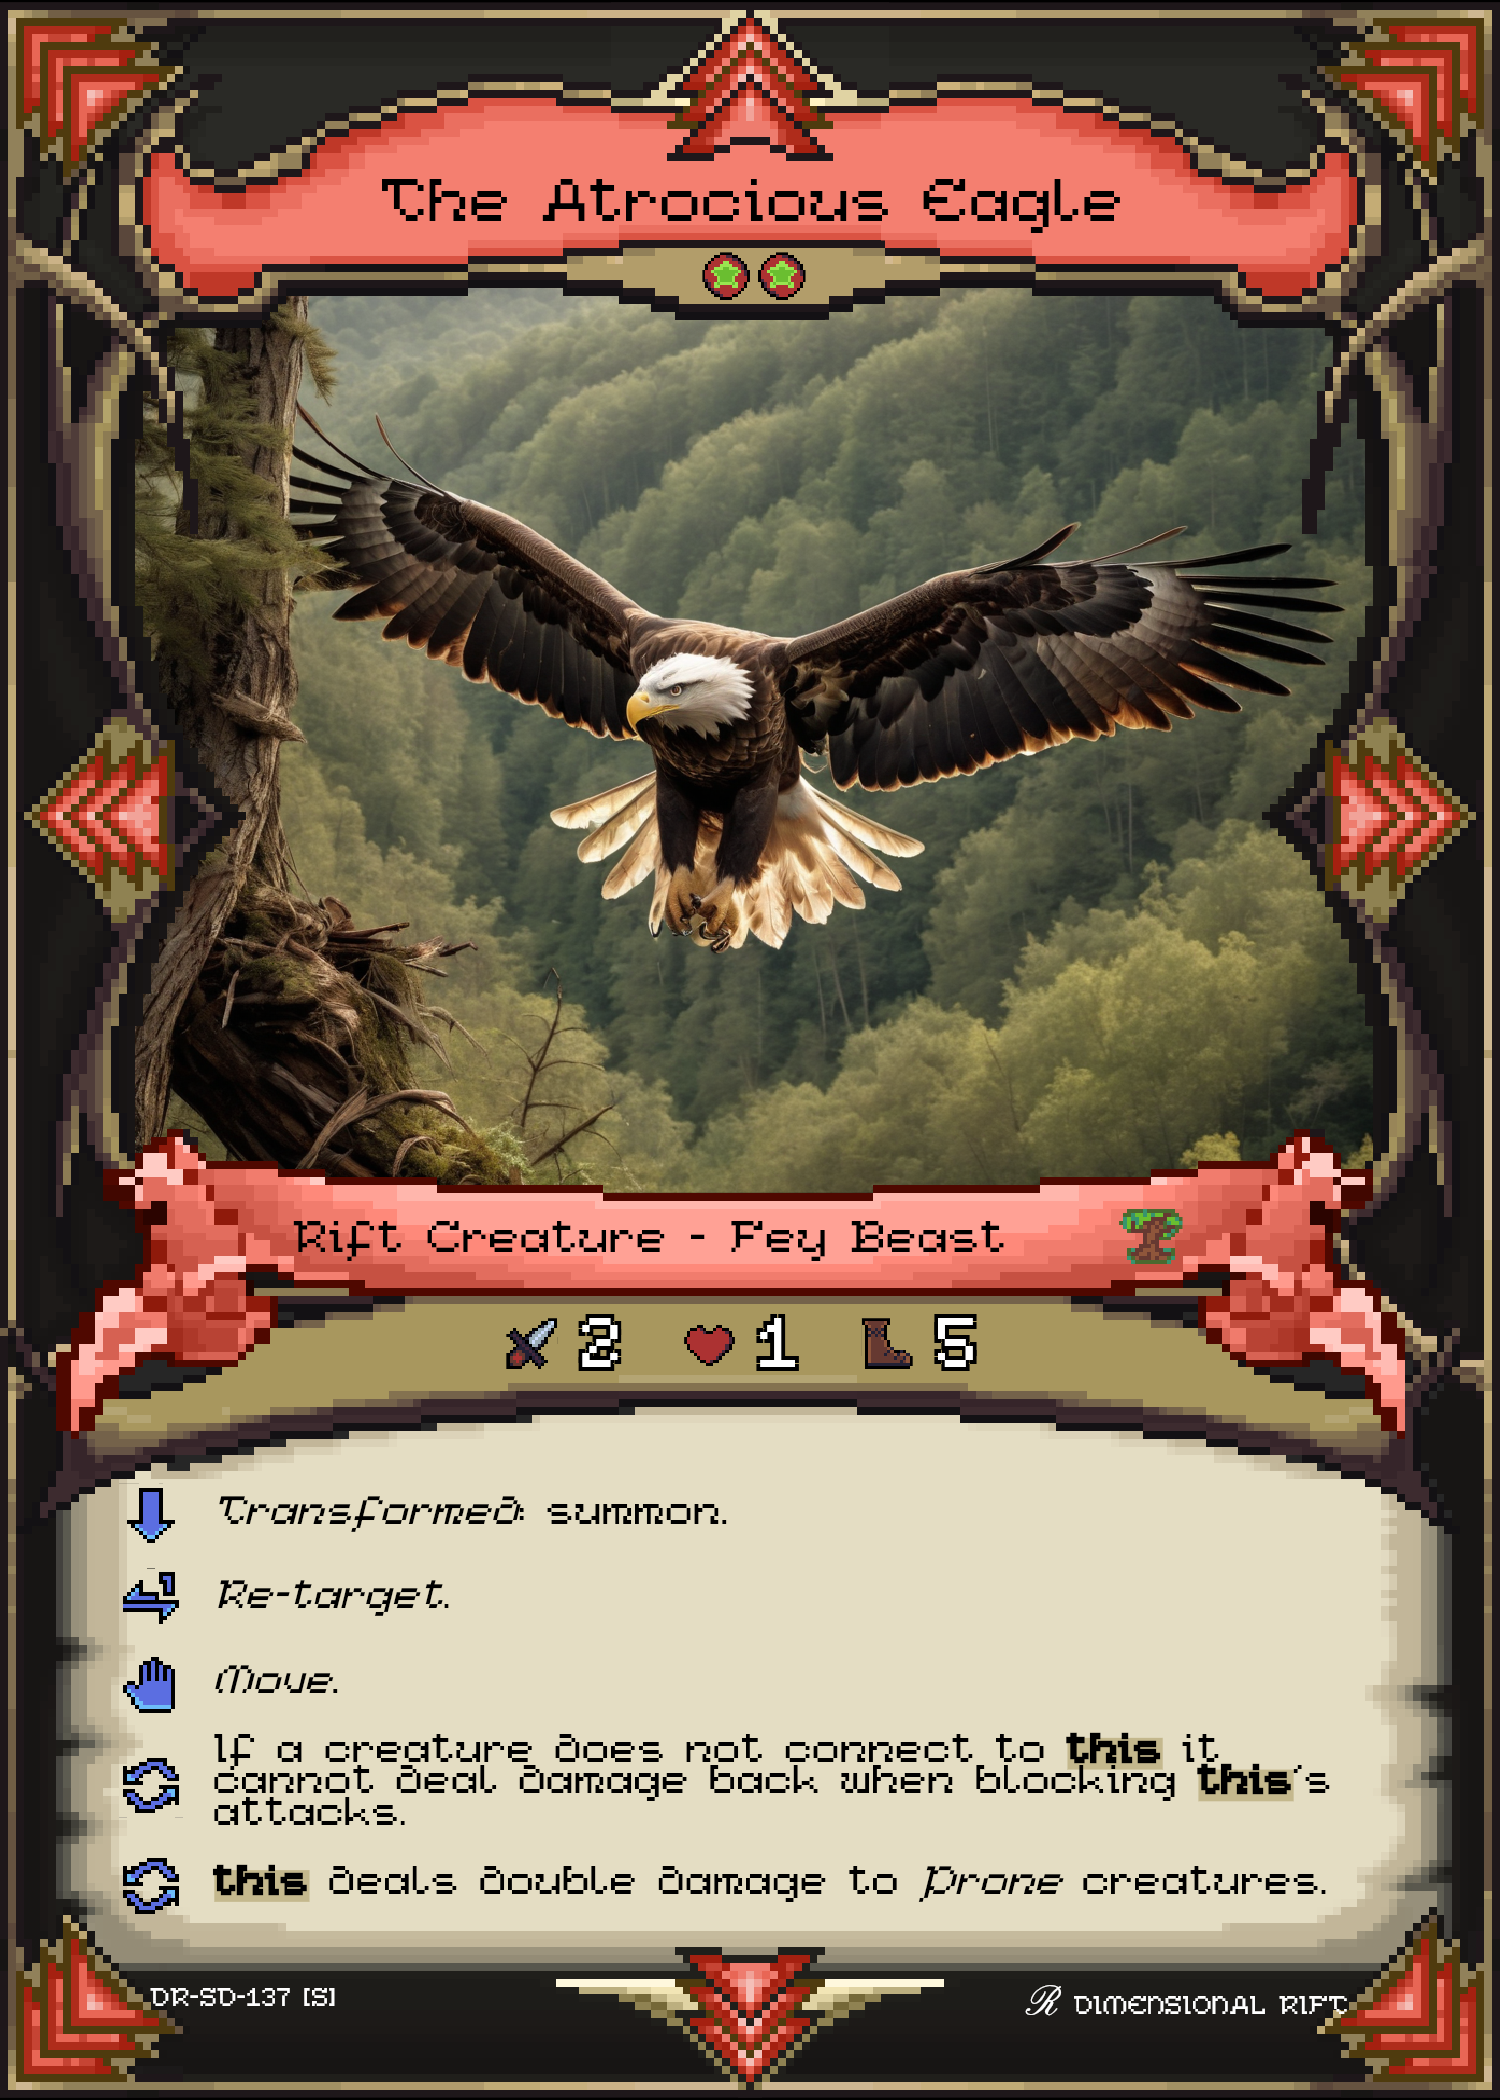 The Atrocious Eagle
Rift Creature - Fey Beast
2 1 5
Transformed: summon.
Re-target.
Move.
If a creature does not connect to this it
cannot deal damage back when blocking this's
attacks.
this deals double damage to Prone creatures.
DR-SD-137 [S]
ℛ DIMENSIONAL RIFT